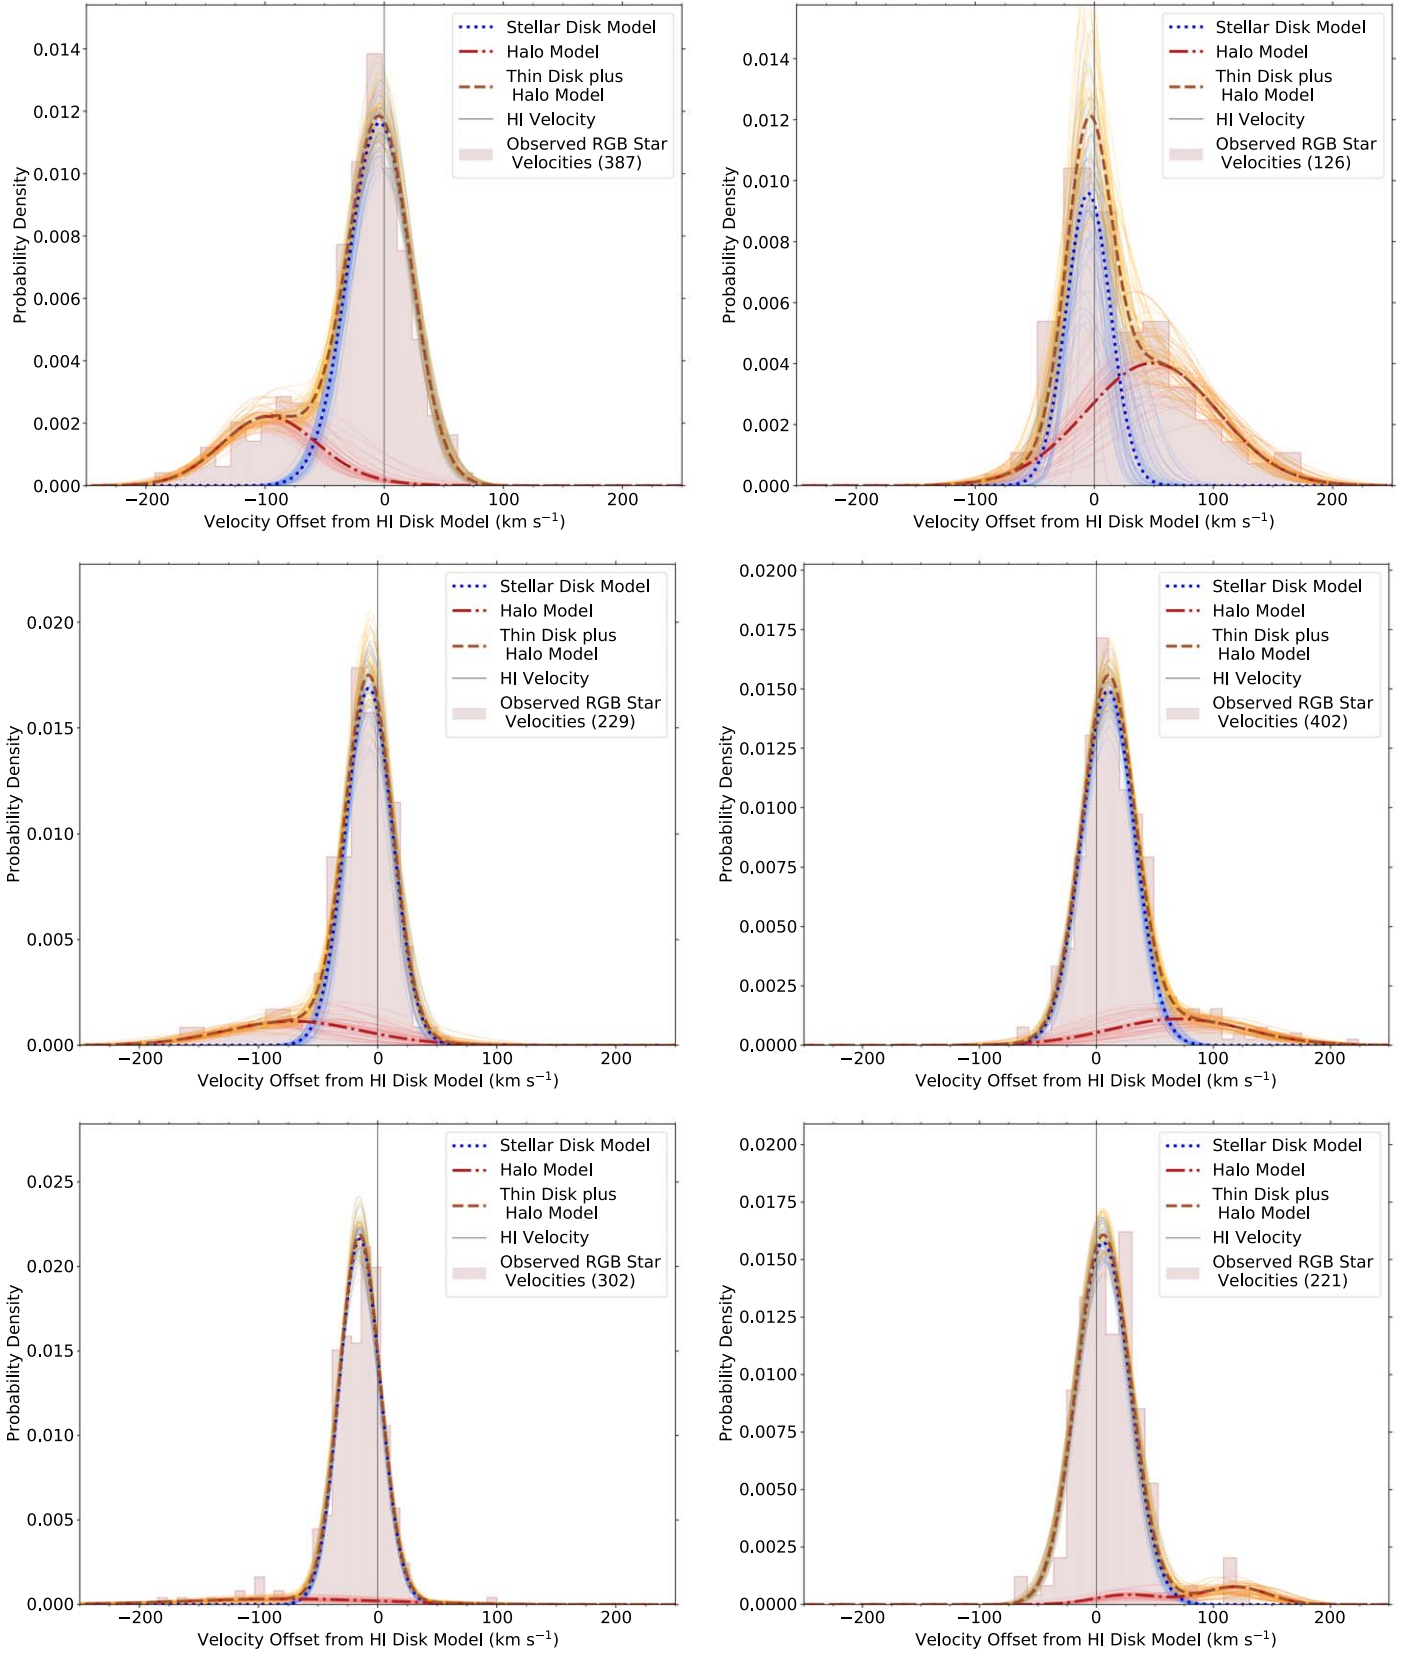 Probability Density
0.014
0.012
0.010
0.008
0.006
0.004
0.002
0.000
Stellar Disk Model
Halo Model
Thin Disk plus
Halo Model
HI Velocity
Observed RGB Star
Velocities (387)
−200 −100 0 100 200
Velocity Offset from HI Disk Model (km s⁻¹)
Probability Density
0.014
0.012
0.010
0.008
0.006
0.004
0.002
0.000
Stellar Disk Model
Halo Model
Thin Disk plus
Halo Model
HI Velocity
Observed RGB Star
Velocities (126)
−200 −100 0 100 200
Velocity Offset from HI Disk Model (km s⁻¹)
Probability Density
0.020
0.015
0.010
0.005
0.000
Stellar Disk Model
Halo Model
Thin Disk plus
Halo Model
HI Velocity
Observed RGB Star
Velocities (229)
−200 −100 0 100 200
Velocity Offset from HI Disk Model (km s⁻¹)
Probability Density
0.0200
0.0175
0.0150
0.0125
0.0100
0.0075
0.0050
0.0025
0.0000
Stellar Disk Model
Halo Model
Thin Disk plus
Halo Model
HI Velocity
Observed RGB Star
Velocities (402)
−200 −100 0 100 200
Velocity Offset from HI Disk Model (km s⁻¹)
Probability Density
0.025
0.020
0.015
0.010
0.005
0.000
Stellar Disk Model
Halo Model
Thin Disk plus
Halo Model
HI Velocity
Observed RGB Star
Velocities (302)
−200 −100 0 100 200
Velocity Offset from HI Disk Model (km s⁻¹)
Probability Density
0.0200
0.0175
0.0150
0.0125
0.0100
0.0075
0.0050
0.0025
0.0000
Stellar Disk Model
Halo Model
Thin Disk plus
Halo Model
HI Velocity
Observed RGB Star
Velocities (221)
−200 −100 0 100 200
Velocity Offset from HI Disk Model (km s⁻¹)